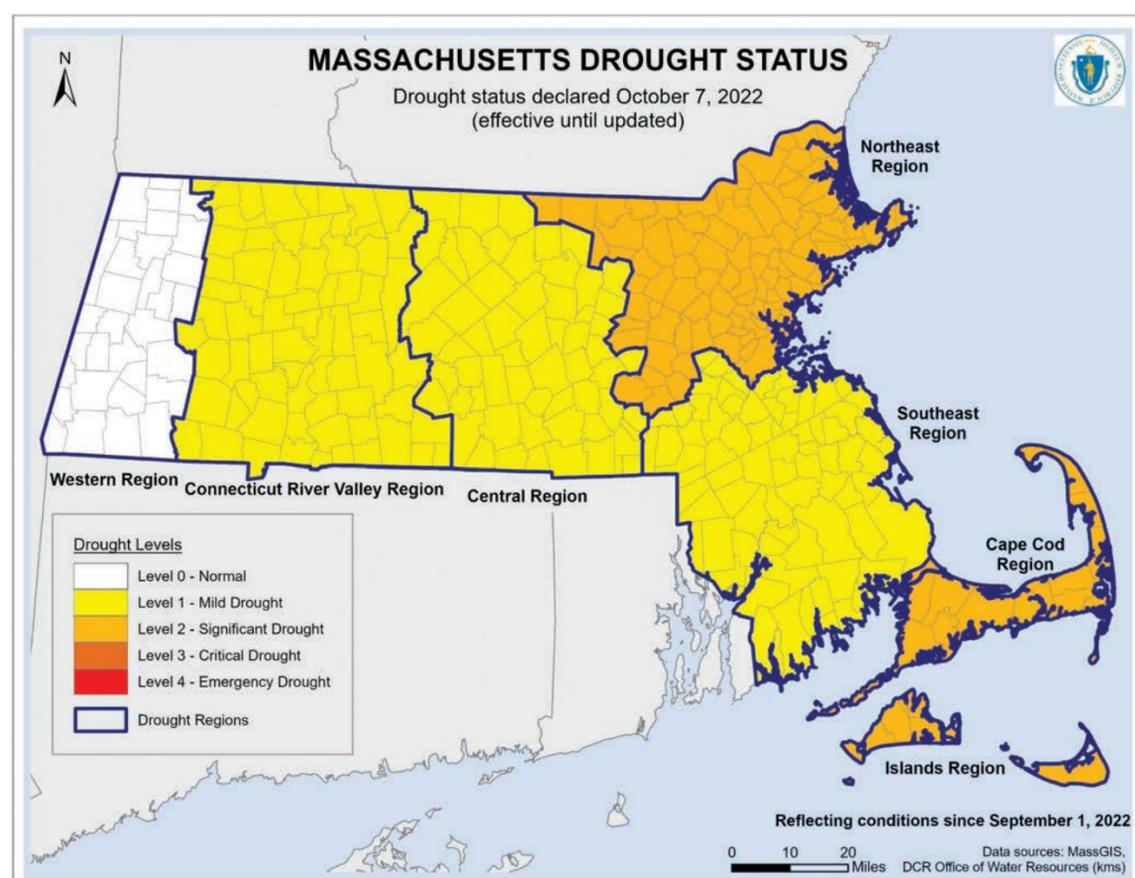 N
MASSACHUSETTS DROUGHT STATUS
Drought status declared October 7, 2022
(effective until updated)
Northeast
Region
Southeast
Region
Cape Cod
Region
Western Region
Connecticut River Valley Region
Central Region
Islands Region
Drought Levels
Level 0 - Normal
Level 1 - Mild Drought
Level 2 - Significant Drought
Level 3 - Critical Drought
Level 4 - Emergency Drought
Drought Regions
Reflecting conditions since September 1, 2022
0 10 20
Miles
Data sources: MassGIS,
DCR Office of Water Resources (kms)